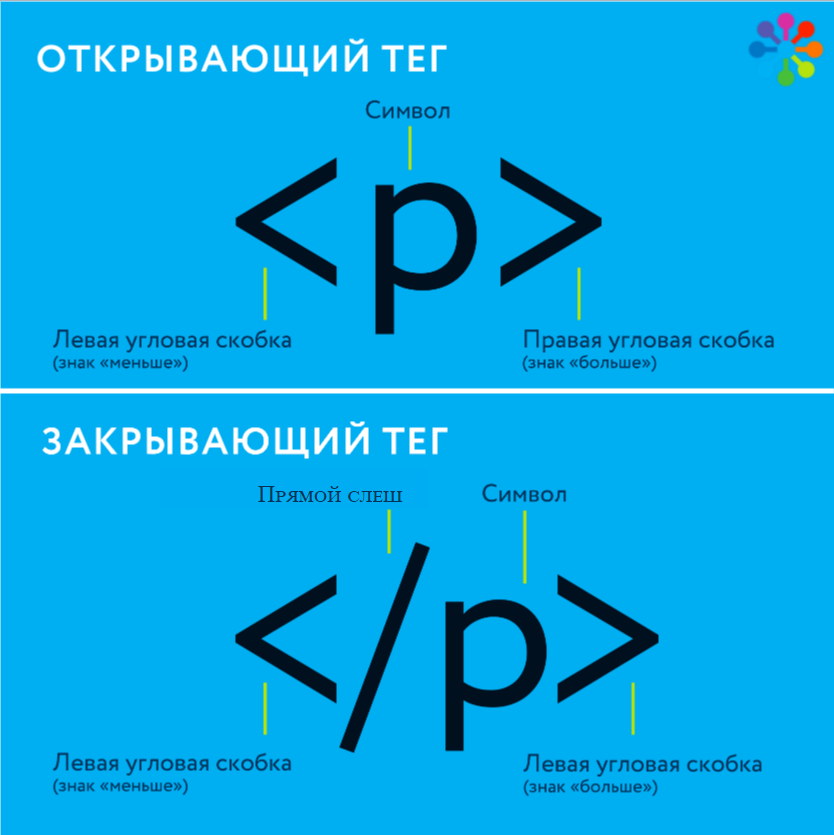 ОТКРЫВАЮЩИЙ ТЕГ
Символ
<p>
Левая угловая скобка
(знак «меньше»)
Правая угловая скобка
(знак «больше»)
ЗАКРЫВАЮЩИЙ ТЕГ
Прямой слеш
Символ
</p>
Левая угловая скобка
(знак «меньше»)
Левая угловая скобка
(знак «больше»)